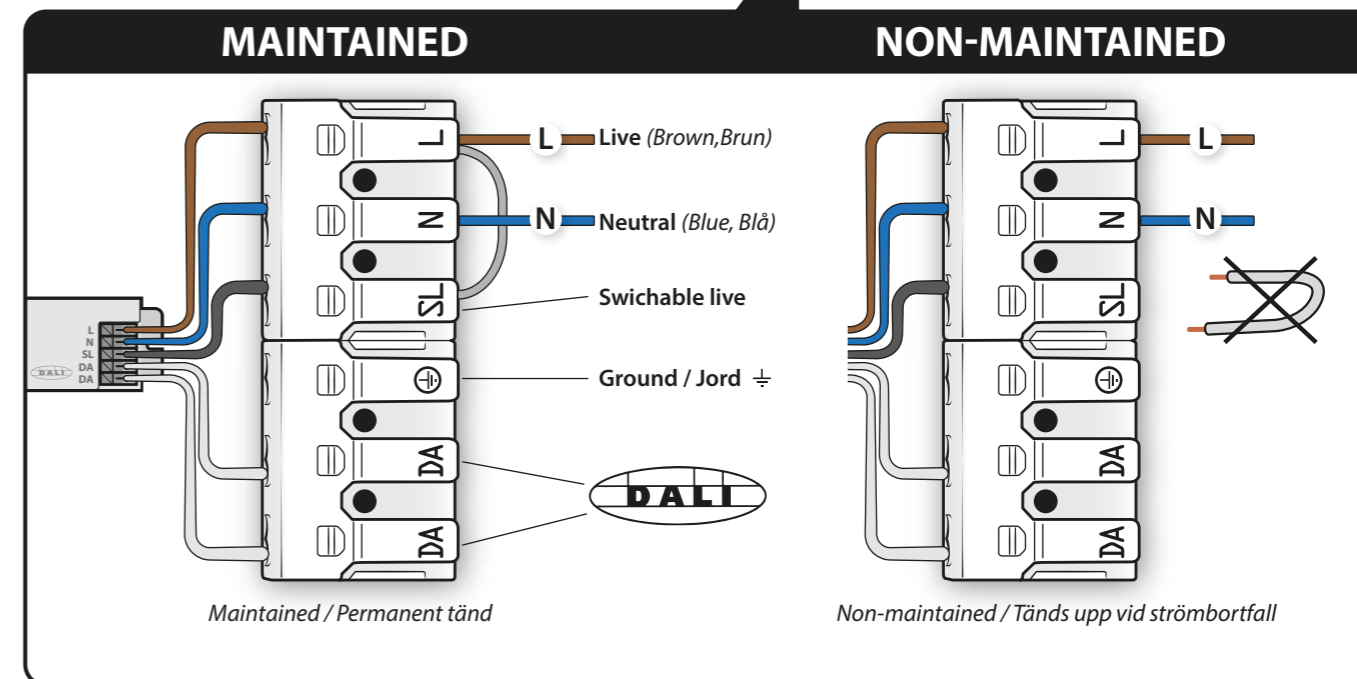 MAINTAINED
L
N
SL
DA
DA
DALI
L
N
SL
DA
DA
L
Live (Brown,Brun)
N
Neutral (Blue, Blå)
Swichable live
Ground / Jord
DALI
Maintained / Permanent tänd
NON-MAINTAINED
L
N
SL
DA
DA
L
N
Non-maintained / Tänds upp vid strömbortfall